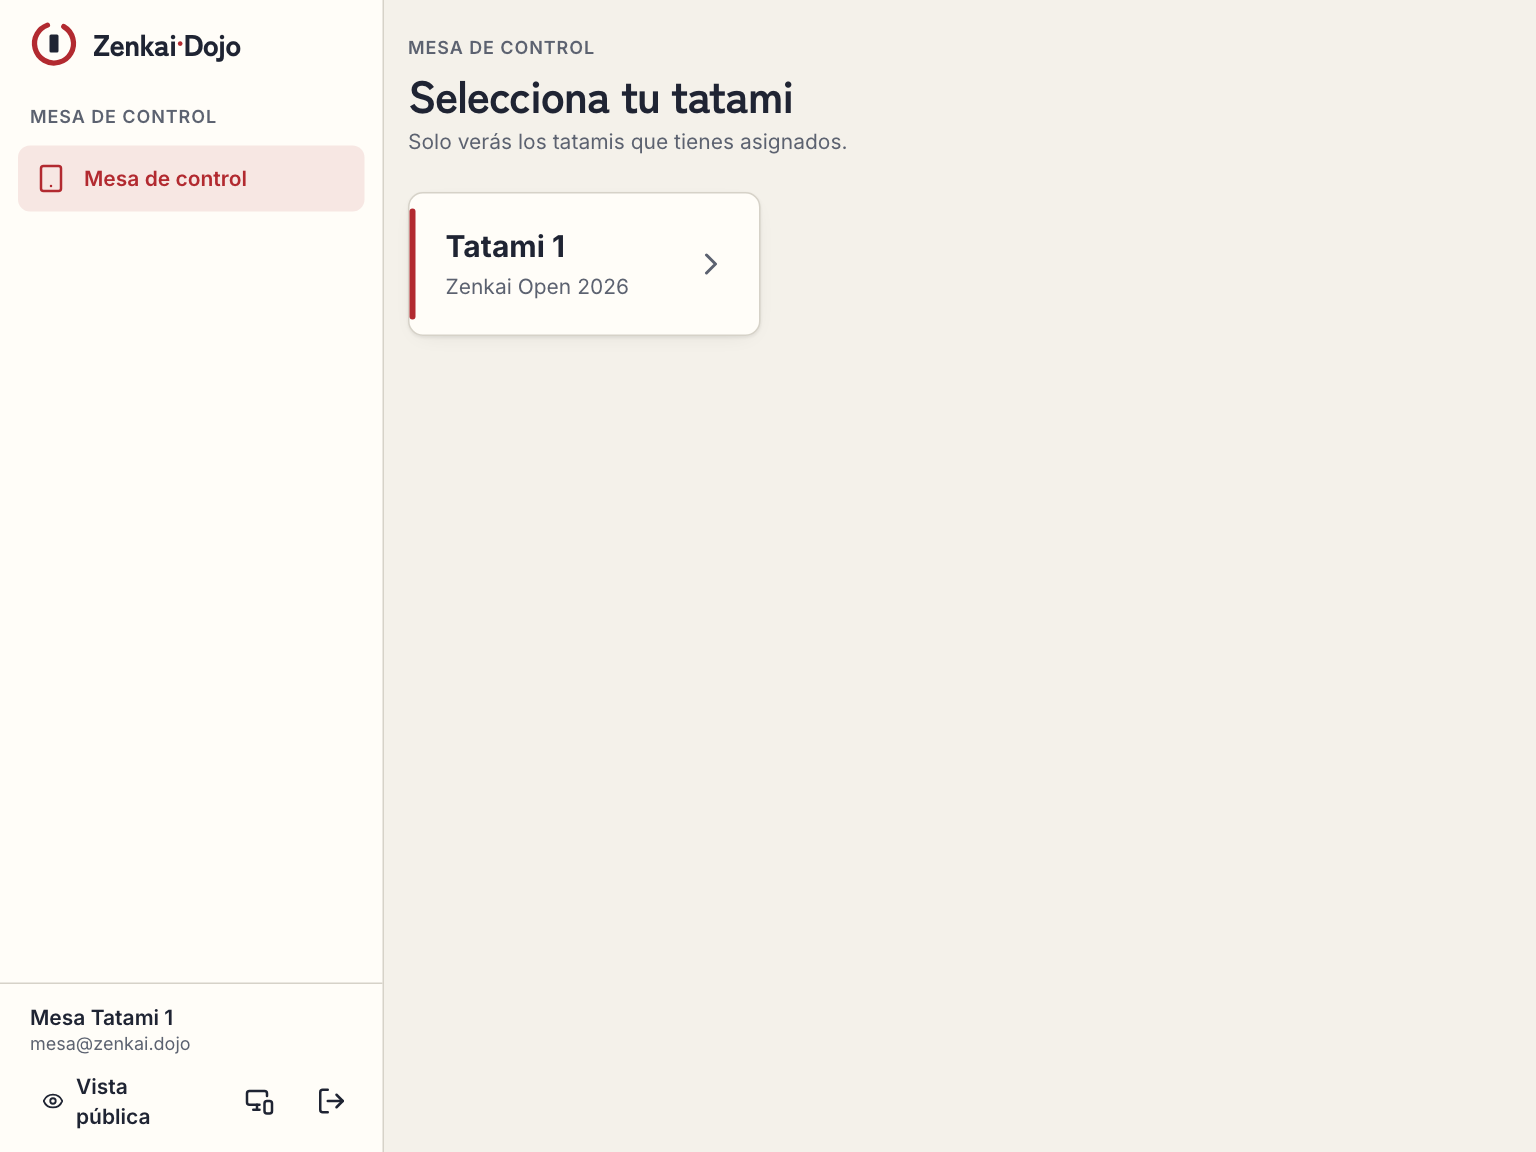 Zenkai·Dojo
MESA DE CONTROL
Mesa de control
Mesa Tatami 1
mesa@zenkai.dojo
Vista
pública
MESA DE CONTROL
Selecciona tu tatami
Solo verás los tatamis que tienes asignados.
Tatami 1
Zenkai Open 2026